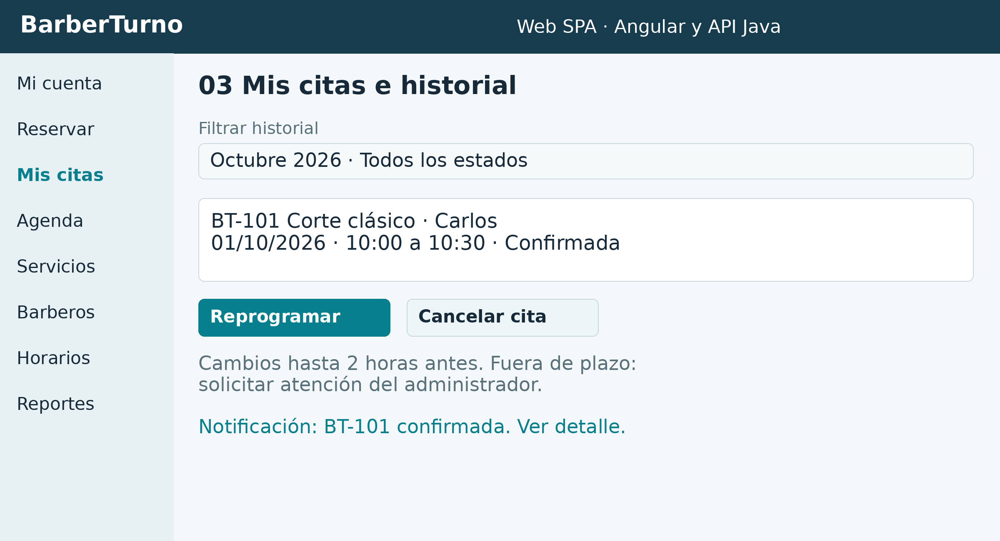 BarberTurno
Web SPA · Angular y API Java
Mi cuenta
Reservar
Mis citas
Agenda
Servicios
Barberos
Horarios
Reportes
03 Mis citas e historial
Filtrar historial
Octubre 2026 · Todos los estados
BT-101 Corte clásico · Carlos
01/10/2026 · 10:00 a 10:30 · Confirmada
Reprogramar
Cancelar cita
Cambios hasta 2 horas antes. Fuera de plazo:
solicitar atención del administrador.
Notificación: BT-101 confirmada. Ver detalle.